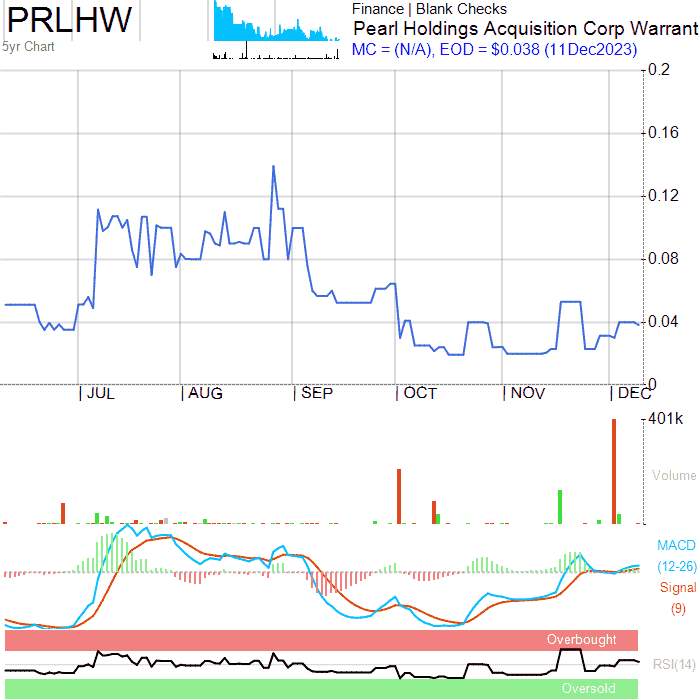 PRLHW
5yr Chart
Finance | Blank Checks
Pearl Holdings Acquisition Corp Warrant
MC = (N/A), EOD = $0.038 (11Dec2023)
0.2
0.16
0.12
0.08
0.04
0
JUL AUG SEP OCT NOV DEC
401k
Volume
MACD
(12-26)
Signal
(9)
Overbought
RSI(14)
Oversold